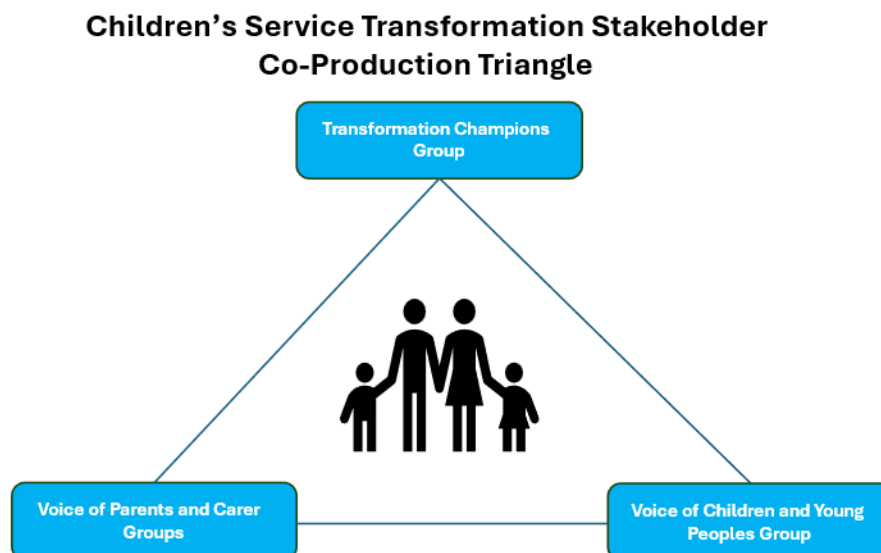 Children’s Service Transformation Stakeholder
Co-Production Triangle
Transformation Champions
Group
Voice of Parents and Carer
Groups
Voice of Children and Young
Peoples Group